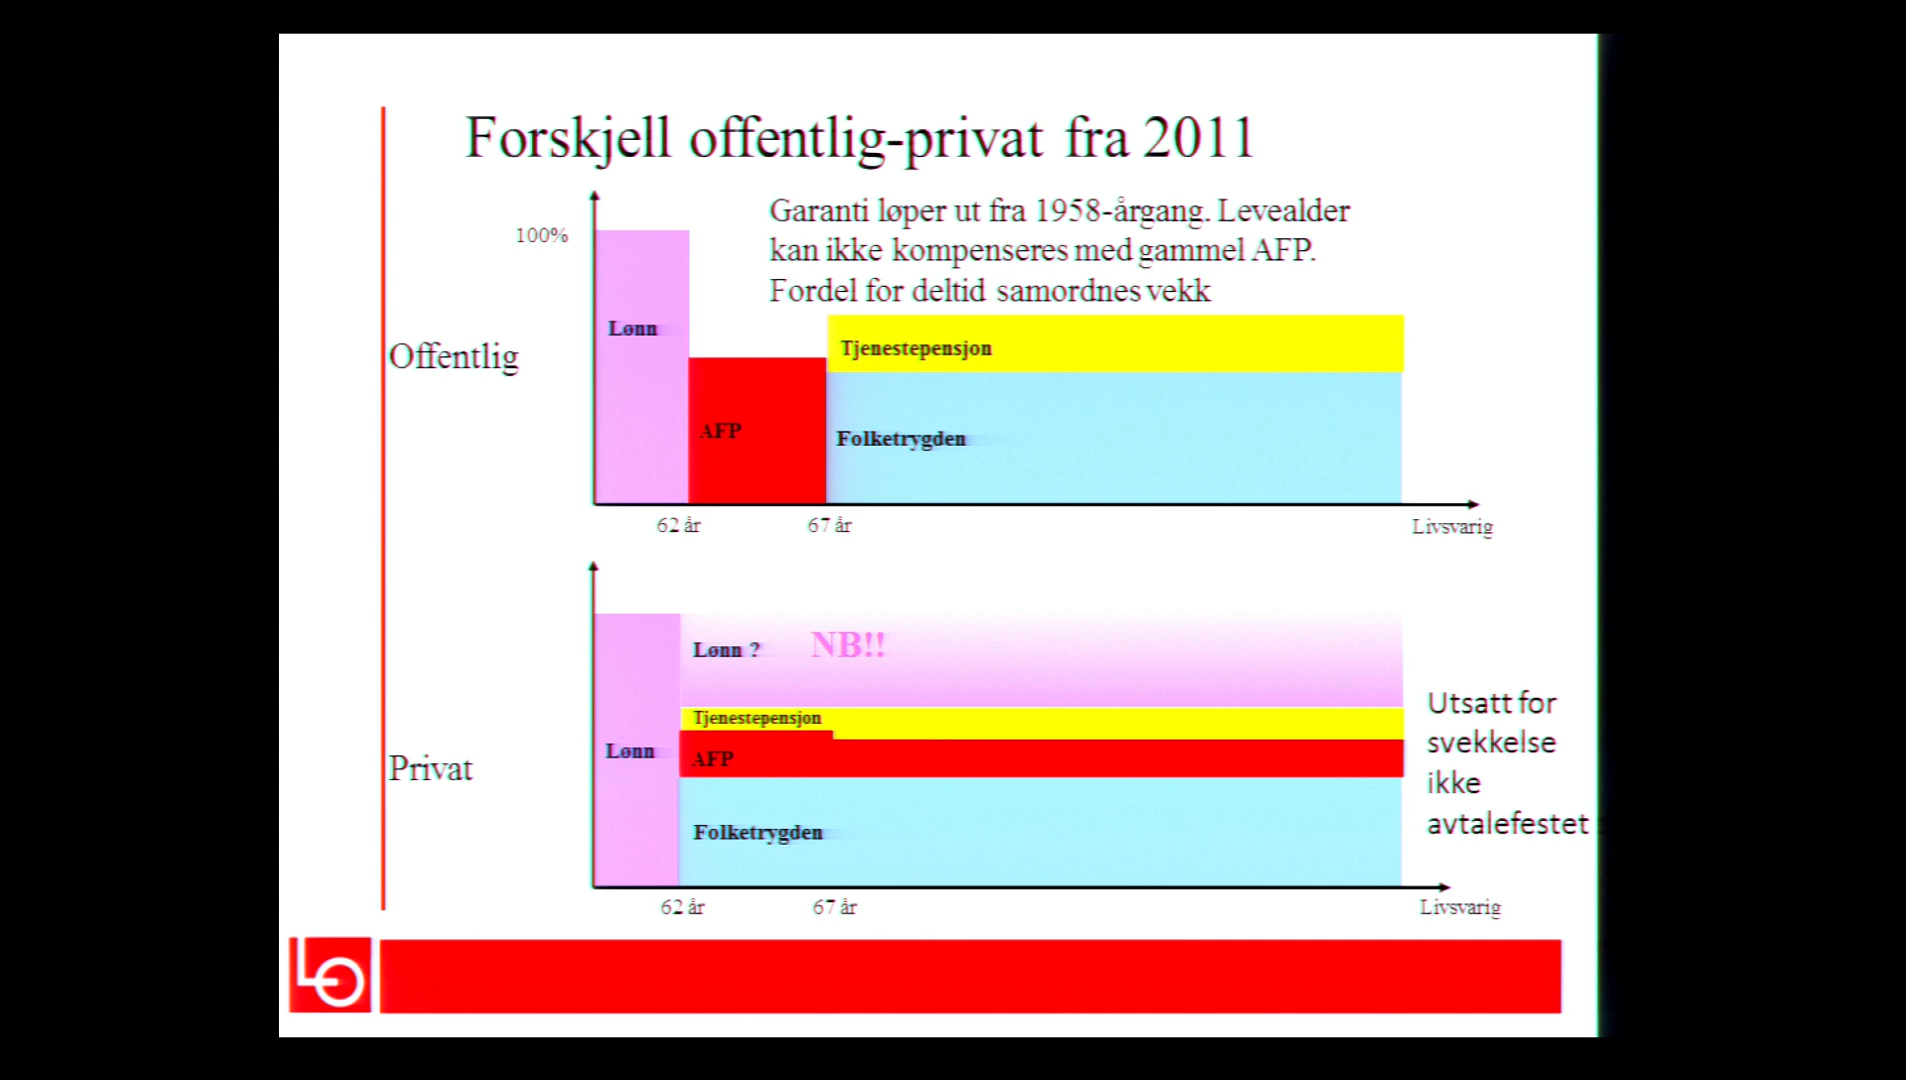 Forskjell offentlig-privat fra 2011
Garanti løper ut fra 1958-årgang. Levealder
kan ikke kompenseres med gammel AFP.
Fordel for deltid samordnes vekk
100%
Lønn
Offentlig
Tjenestepensjon
AFP
Folketrygden
62 år
67 år
Livsvarig
Lønn ?
NB!!
Tjenestepensjon
Lønn
AFP
Privat
Folketrygden
Utsatt for
svekkelse
ikke
avtalefestet
62 år
67 år
Livsvarig
LO